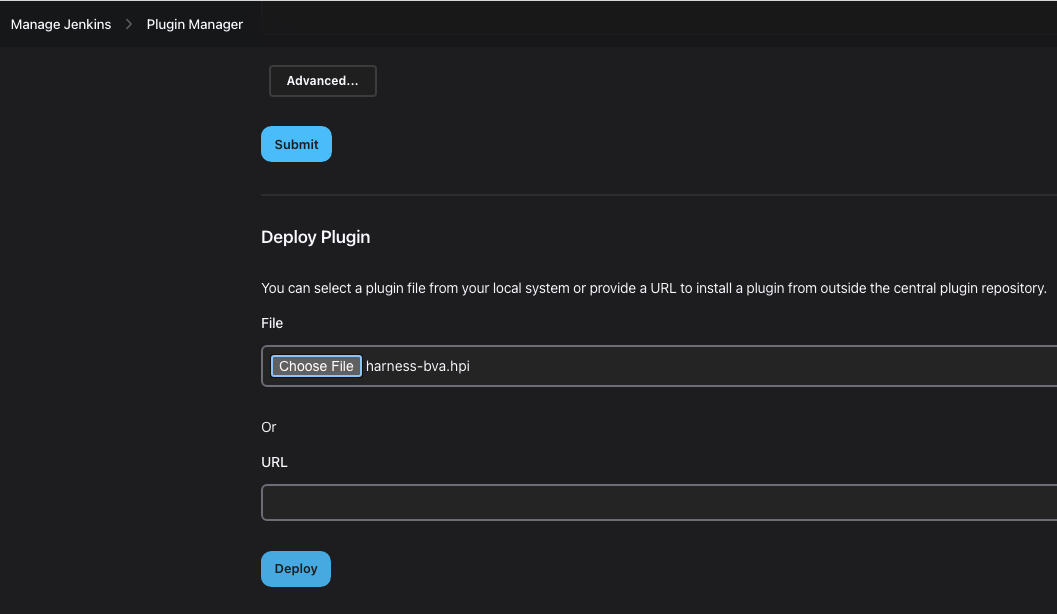 Manage Jenkins > Plugin Manager
Advanced...
Submit
Deploy Plugin
You can select a plugin file from your local system or provide a URL to install a plugin from outside the central plugin repository.
File
Choose File harness-bva.hpi
Or
URL
Deploy